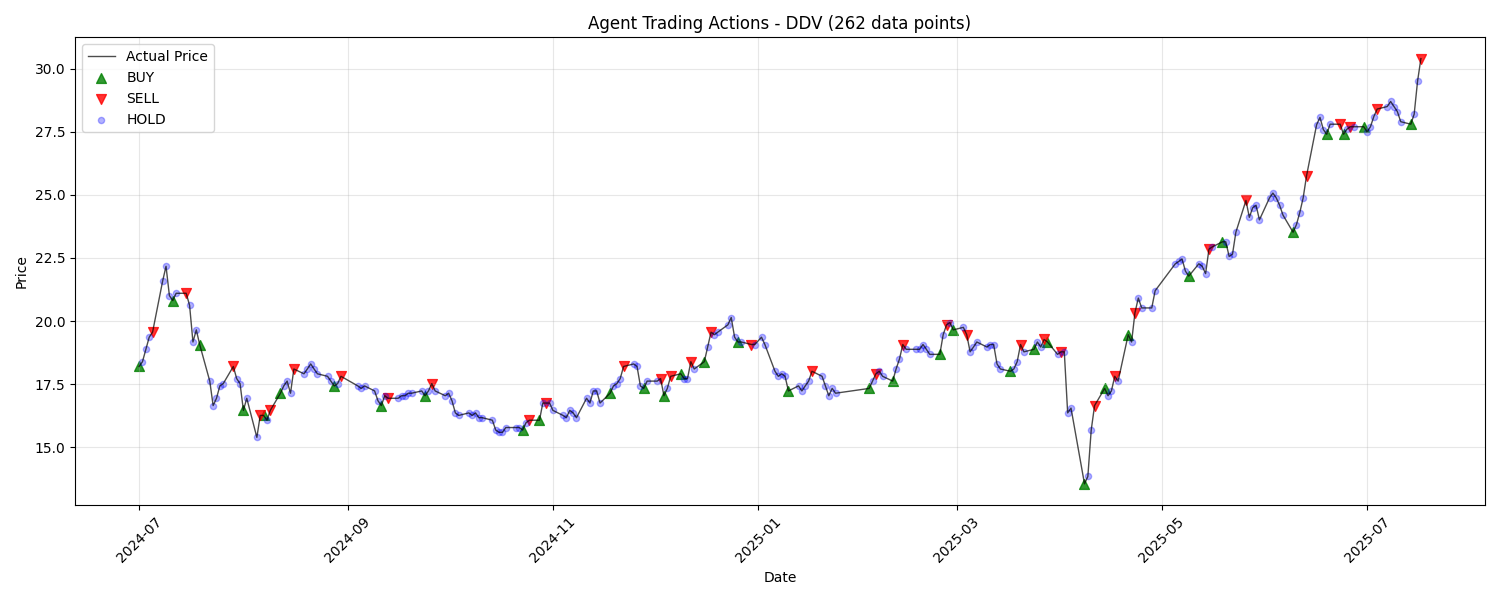 Agent Trading Actions - DDV (262 data points)
Actual Price
BUY
SELL
HOLD
30.0
27.5
25.0
22.5
20.0
17.5
15.0
Price
2024-07
2024-09
2024-11
2025-01
2025-03
2025-05
2025-07
Date